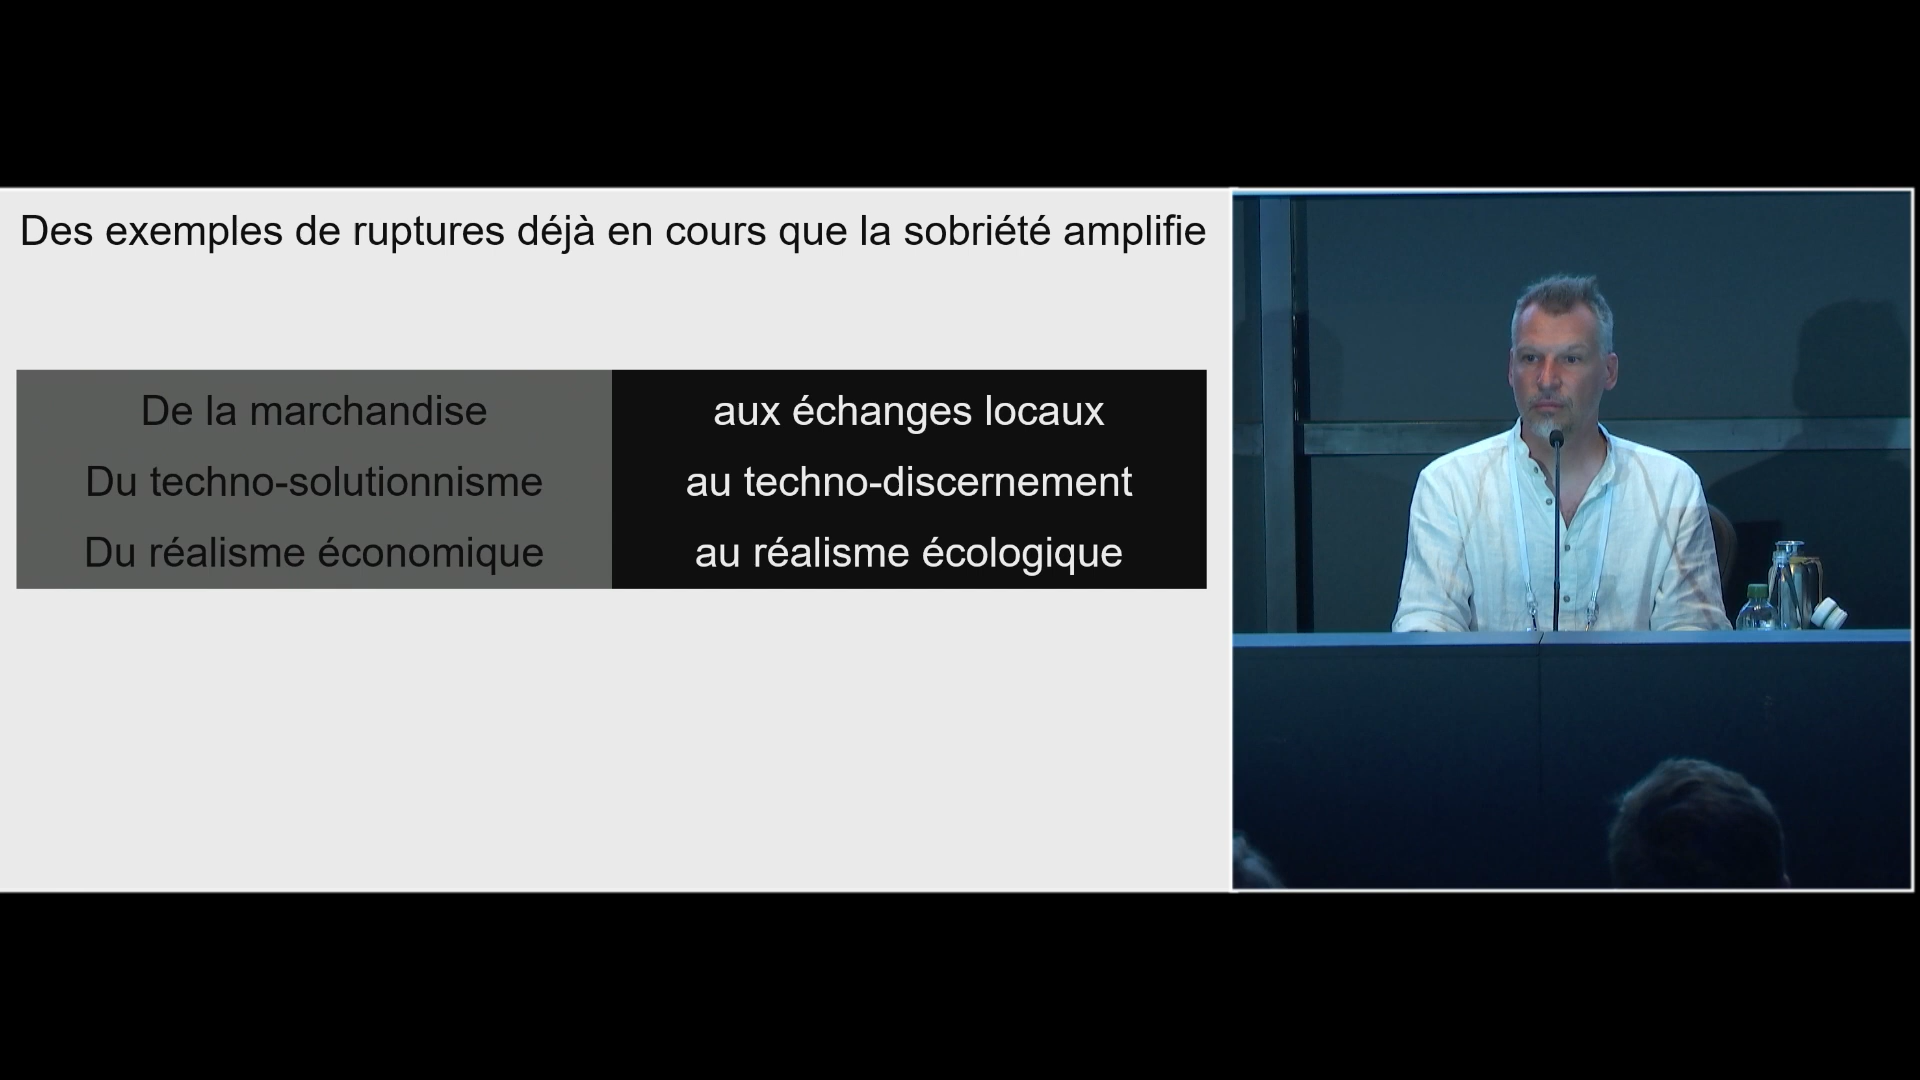 Des exemples de ruptures déjà en cours que la sobriété amplifie
De la marchandise aux échanges locaux
Du techno-solutionnisme au techno-discernement
Du réalisme économique au réalisme écologique